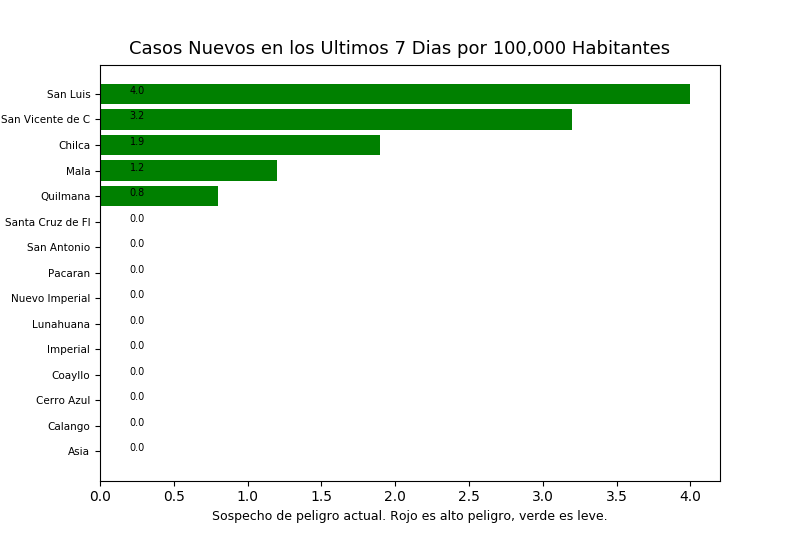 Casos Nuevos en los Ultimos 7 Dias por 100,000 Habitantes
San Luis 4.0
San Vicente de C 3.2
Chilca 1.9
Mala 1.2
Quilmana 0.8
Santa Cruz de Fl 0.0
San Antonio 0.0
Pacaran 0.0
Nuevo Imperial 0.0
Lunahuana 0.0
Imperial 0.0
Coayllo 0.0
Cerro Azul 0.0
Calango 0.0
Asia 0.0
0.0 0.5 1.0 1.5 2.0 2.5 3.0 3.5 4.0
Sospecho de peligro actual. Rojo es alto peligro, verde es leve.